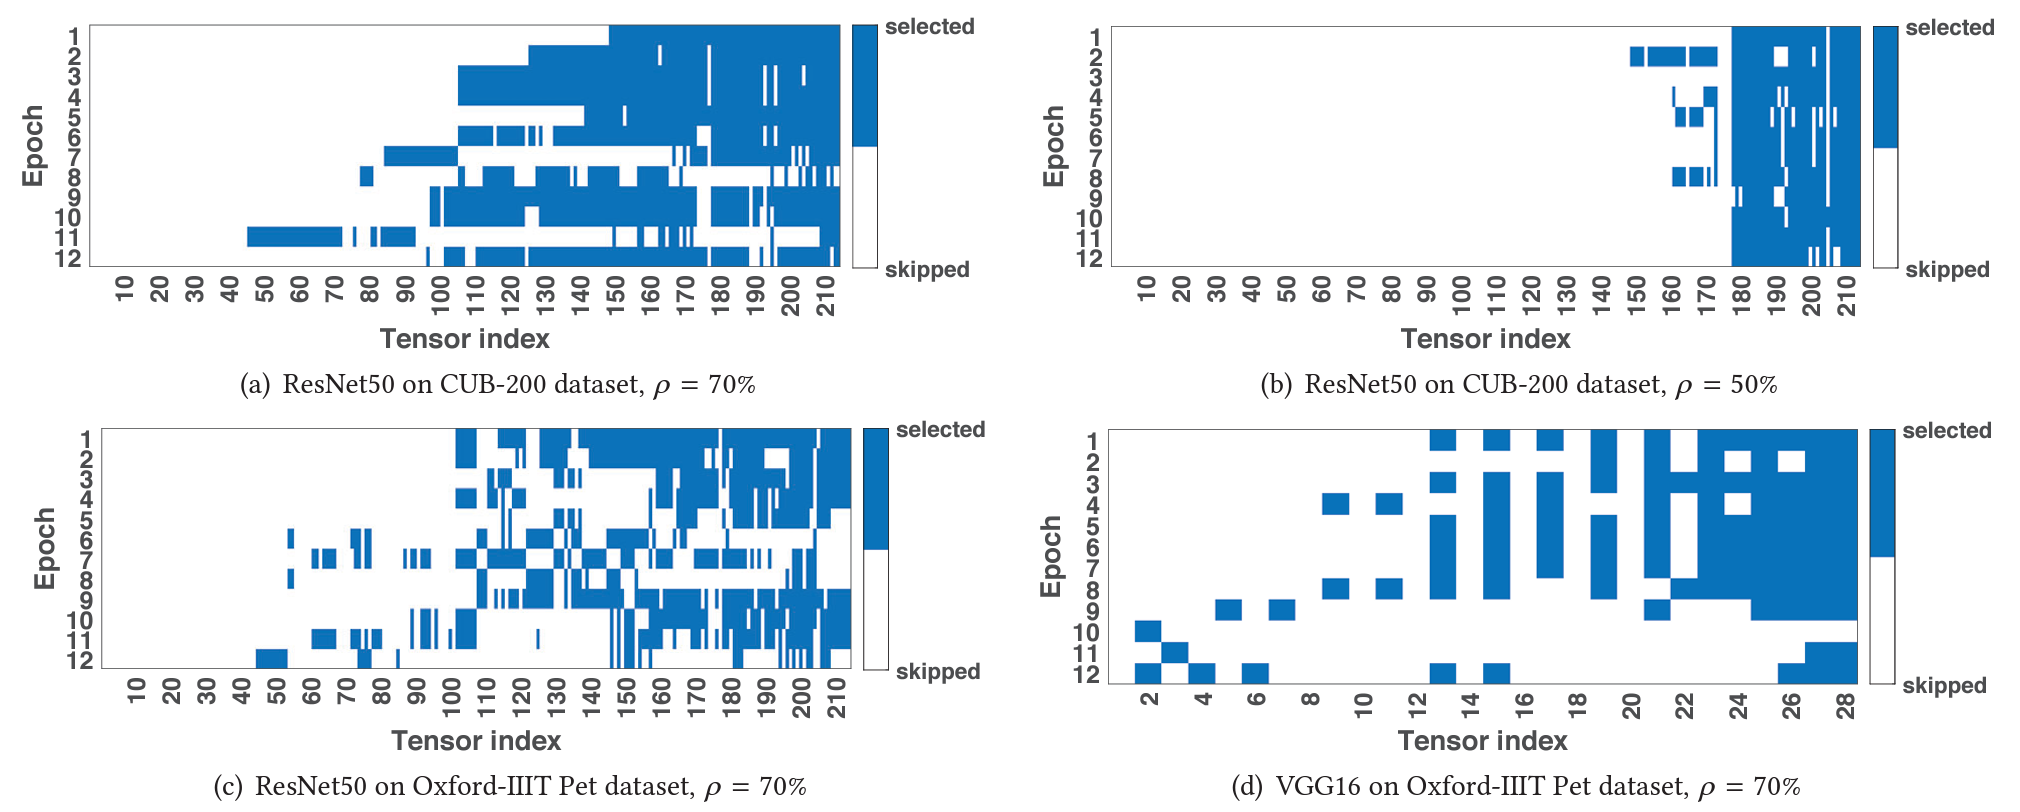 1
2
3
4
5
6
7
8
9
10
11
12
Epoch
10 20 30 40 50 60 70 80 90 100 110 120 130 140 150 160 170 180 190 200 210
Tensor index
selected
skipped
(a) ResNet50 on CUB-200 dataset, ρ = 70%
1
2
3
4
5
6
7
8
9
10
11
12
Epoch
10 20 30 40 50 60 70 80 90 100 110 120 130 140 150 160 170 180 190 200 210
Tensor index
selected
skipped
(b) ResNet50 on CUB-200 dataset, ρ = 50%
1
2
3
4
5
6
7
8
9
10
11
12
Epoch
10 20 30 40 50 60 70 80 90 100 110 120 130 140 150 160 170 180 190 200 210
Tensor index
selected
skipped
(c) ResNet50 on Oxford-IIIT Pet dataset, ρ = 70%
1
2
3
4
5
6
7
8
9
10
11
12
Epoch
2 4 6 8 10 12 14 16 18 20 22 24 26 28
Tensor index
selected
skipped
(d) VGG16 on Oxford-IIIT Pet dataset, ρ = 70%